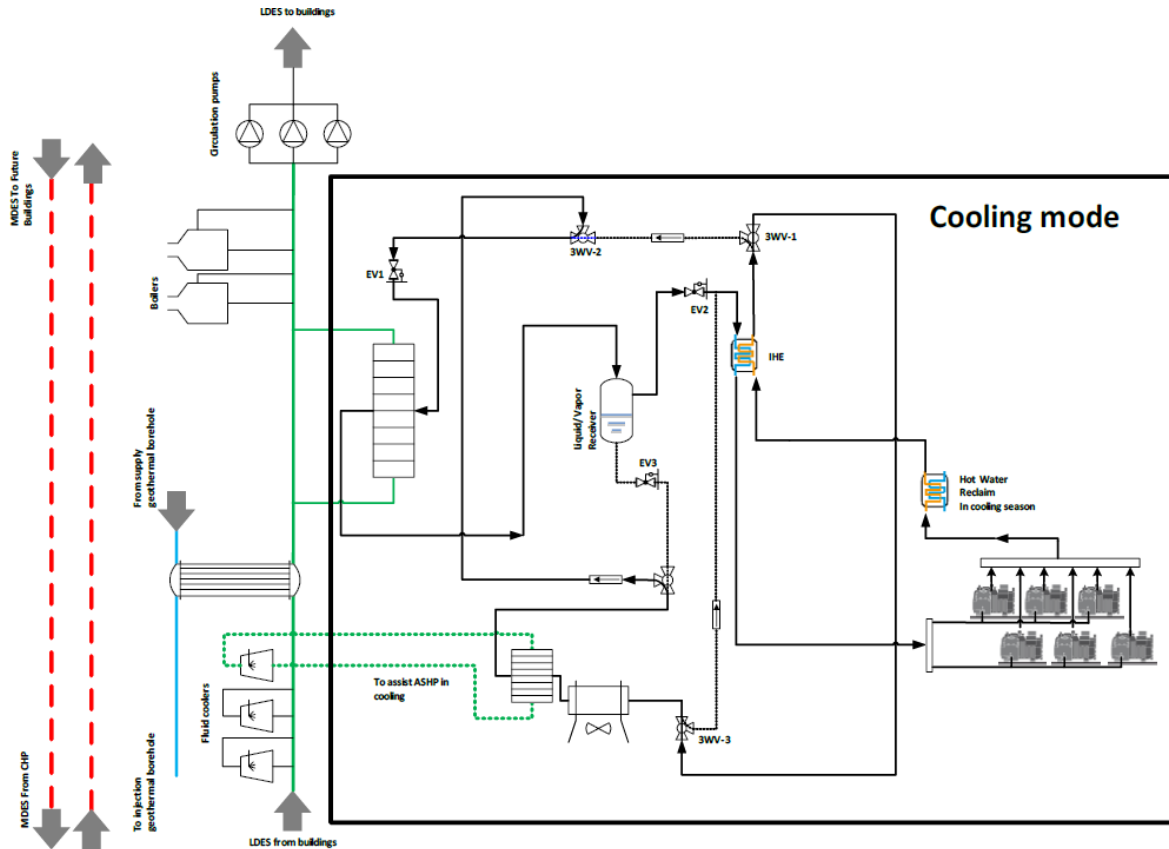 LDES to buildings
Circulation pumps
MDES To Future
Buildings
Boilers
From supply
geothermal borehole
Fluid coolers
To injection
geothermal borehole
MDES From CHP
LDES from buildings
Cooling mode
3WV-1
3WV-2
EV1
EV2
IHE
Liquid/Vapor
Receiver
EV3
Hot Water
Reclaim
In cooling season
To assist ASHP in
cooling
3WV-3